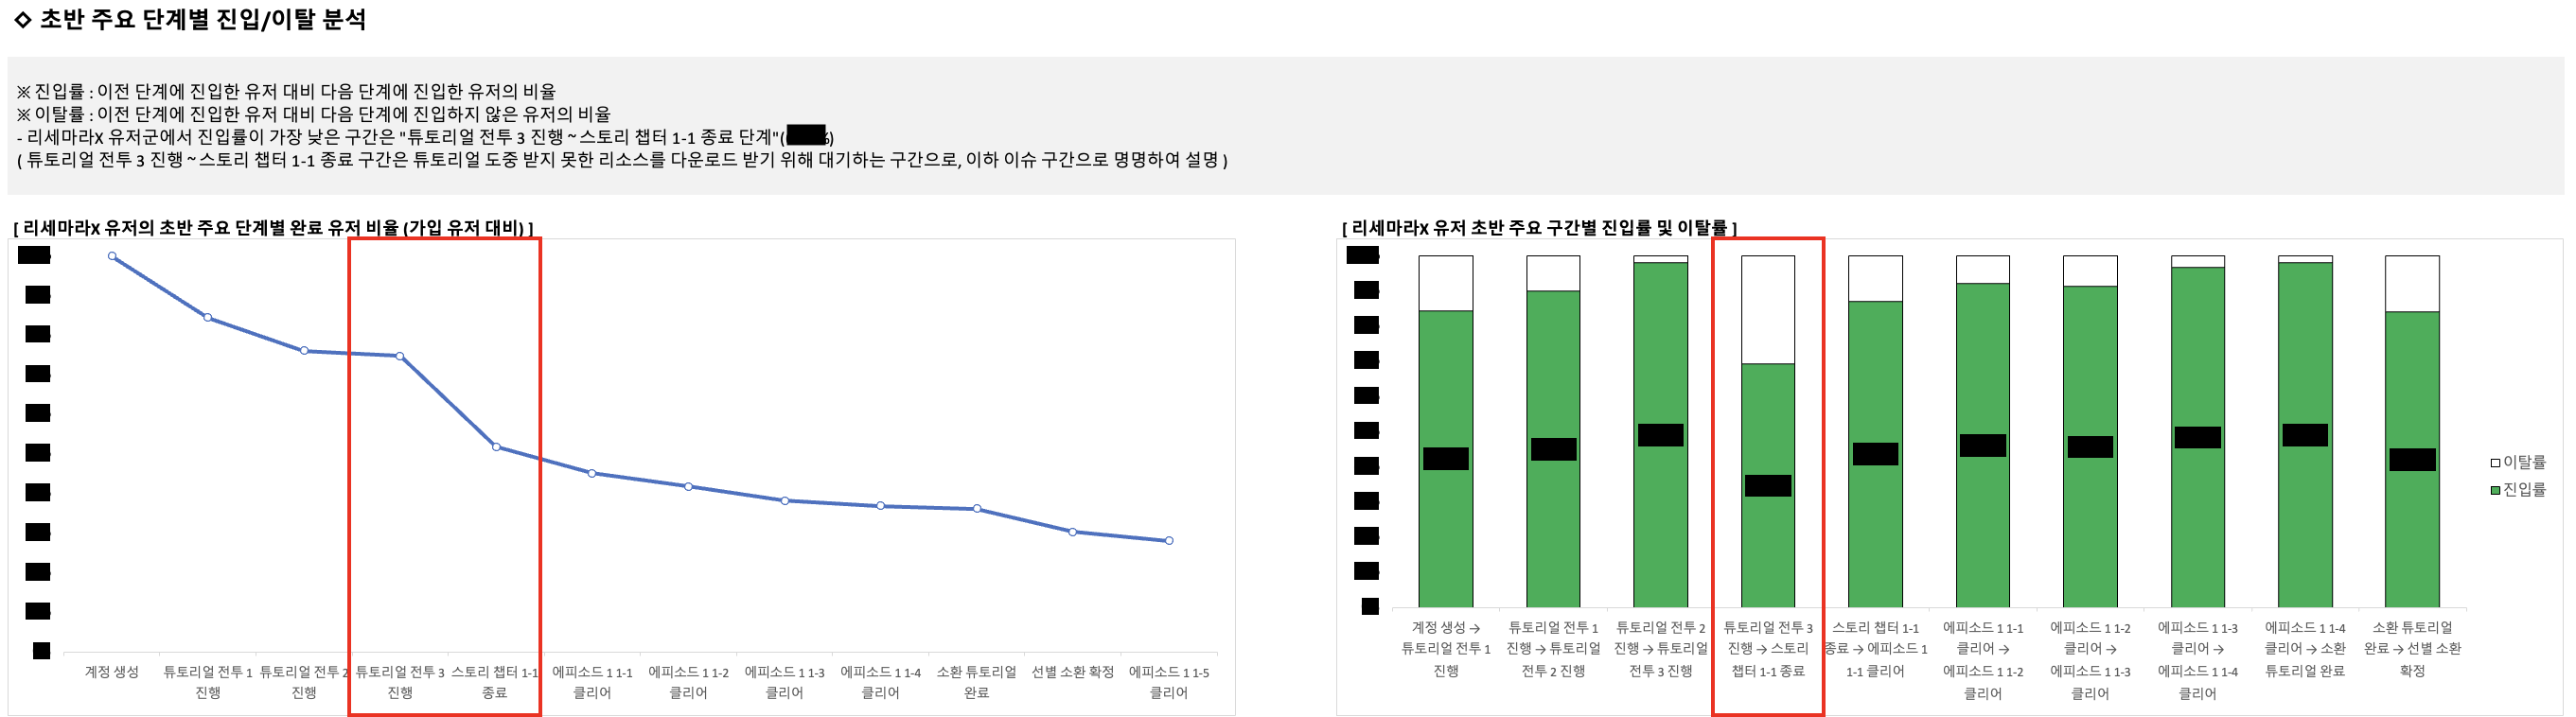 ◇ 초반 주요 단계별 진입/이탈 분석
※ 진입률 : 이전 단계에 진입한 유저 대비 다음 단계에 진입한 유저의 비율
※ 이탈률 : 이전 단계에 진입한 유저 대비 다음 단계에 진입하지 않은 유저의 비율
- 리세마라X 유저군에서 진입률이 가장 낮은 구간은 "튜토리얼 전투 3 진행 ~ 스토리 챕터 1-1 종료 단계"( %)
( 튜토리얼 전투 3 진행 ~ 스토리 챕터 1-1 종료 구간은 튜토리얼 도중 받지 못한 리소스를 다운로드 받기 위해 대기하는 구간으로, 이하 이슈 구간으로 명명하여 설명 )
[ 리세마라X 유저의 초반 주요 단계별 완료 유저 비율 (가입 유저 대비) ]
계정 생성
튜토리얼 전투 1
진행
튜토리얼 전투 2
진행
튜토리얼 전투 3
진행
스토리 챕터 1-1
종료
에피소드 1 1-1
클리어
에피소드 1 1-2
클리어
에피소드 1 1-3
클리어
에피소드 1 1-4
클리어
소환 튜토리얼
완료
선별 소환 확정
에피소드 1 1-5
클리어
[ 리세마라X 유저 초반 주요 구간별 진입률 및 이탈률 ]
계정 생성 →
튜토리얼 전투 1
진행
튜토리얼 전투 1
진행 → 튜토리얼
전투 2 진행
튜토리얼 전투 2
진행 → 튜토리얼
전투 3 진행
튜토리얼 전투 3
진행 → 스토리
챕터 1-1 종료
스토리 챕터 1-1
종료 → 에피소드 1
1-1 클리어
에피소드 1 1-1
클리어 →
에피소드 1 1-2
클리어
에피소드 1 1-2
클리어 →
에피소드 1 1-3
클리어
에피소드 1 1-3
클리어 →
에피소드 1 1-4
클리어
에피소드 1 1-4
클리어 → 소환
튜토리얼 완료
소환 튜토리얼
완료 → 선별 소환
확정
이탈률
진입률